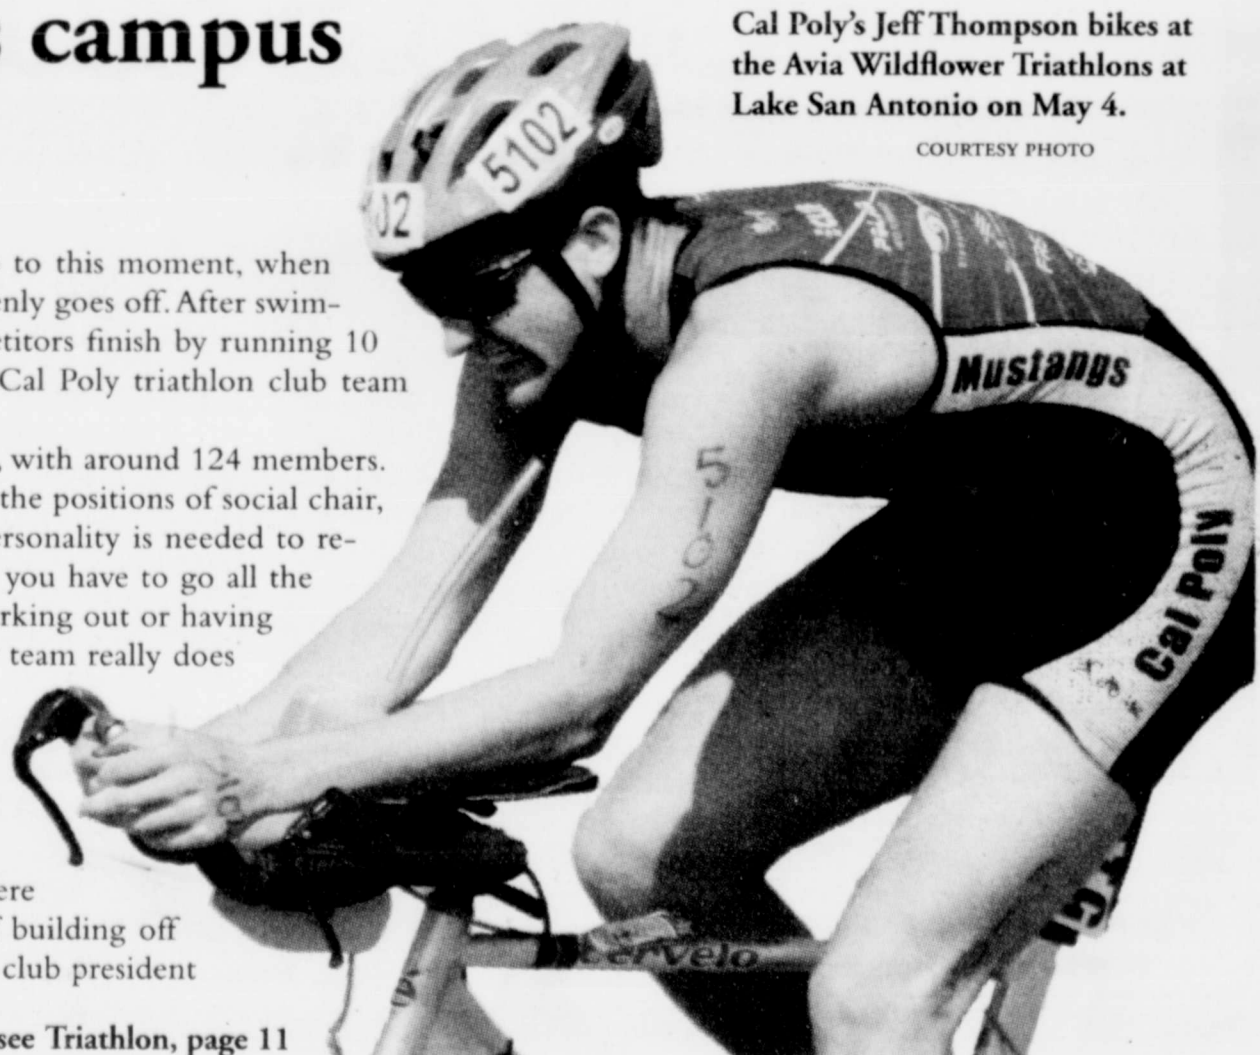 campus
Cal Poly's Jeff Thompson bikes at
the Avia Wildflower Triathlons at
Lake San Antonio on May 4.
COURTESY PHOTO
to this moment, when
enly goes off. After swim-
etitors finish by running 10
Cal Poly triathlon club team
, with around 124 members.
the positions of social chair,
ersonality is needed to re-
you have to go all the
rking out or having
team really does
ere
building off
club president
see Triathlon, page 11
5102
02
Mustangs
5102
Cal Poly
cervelo